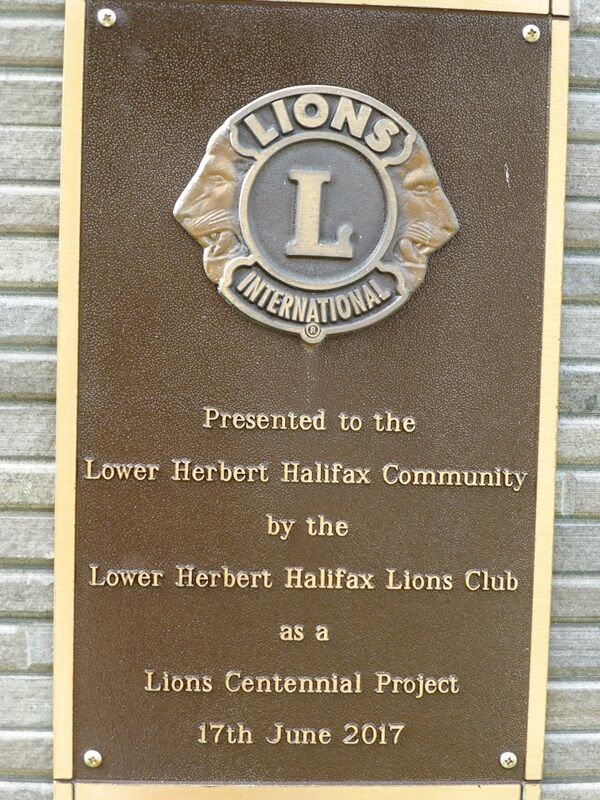 LIONS
L
INTERNATIONAL
®
Presented to the
Lower Herbert Halifax Community
by the
Lower Herbert Halifax Lions Club
as a
Lions Centennial Project
17th June 2017